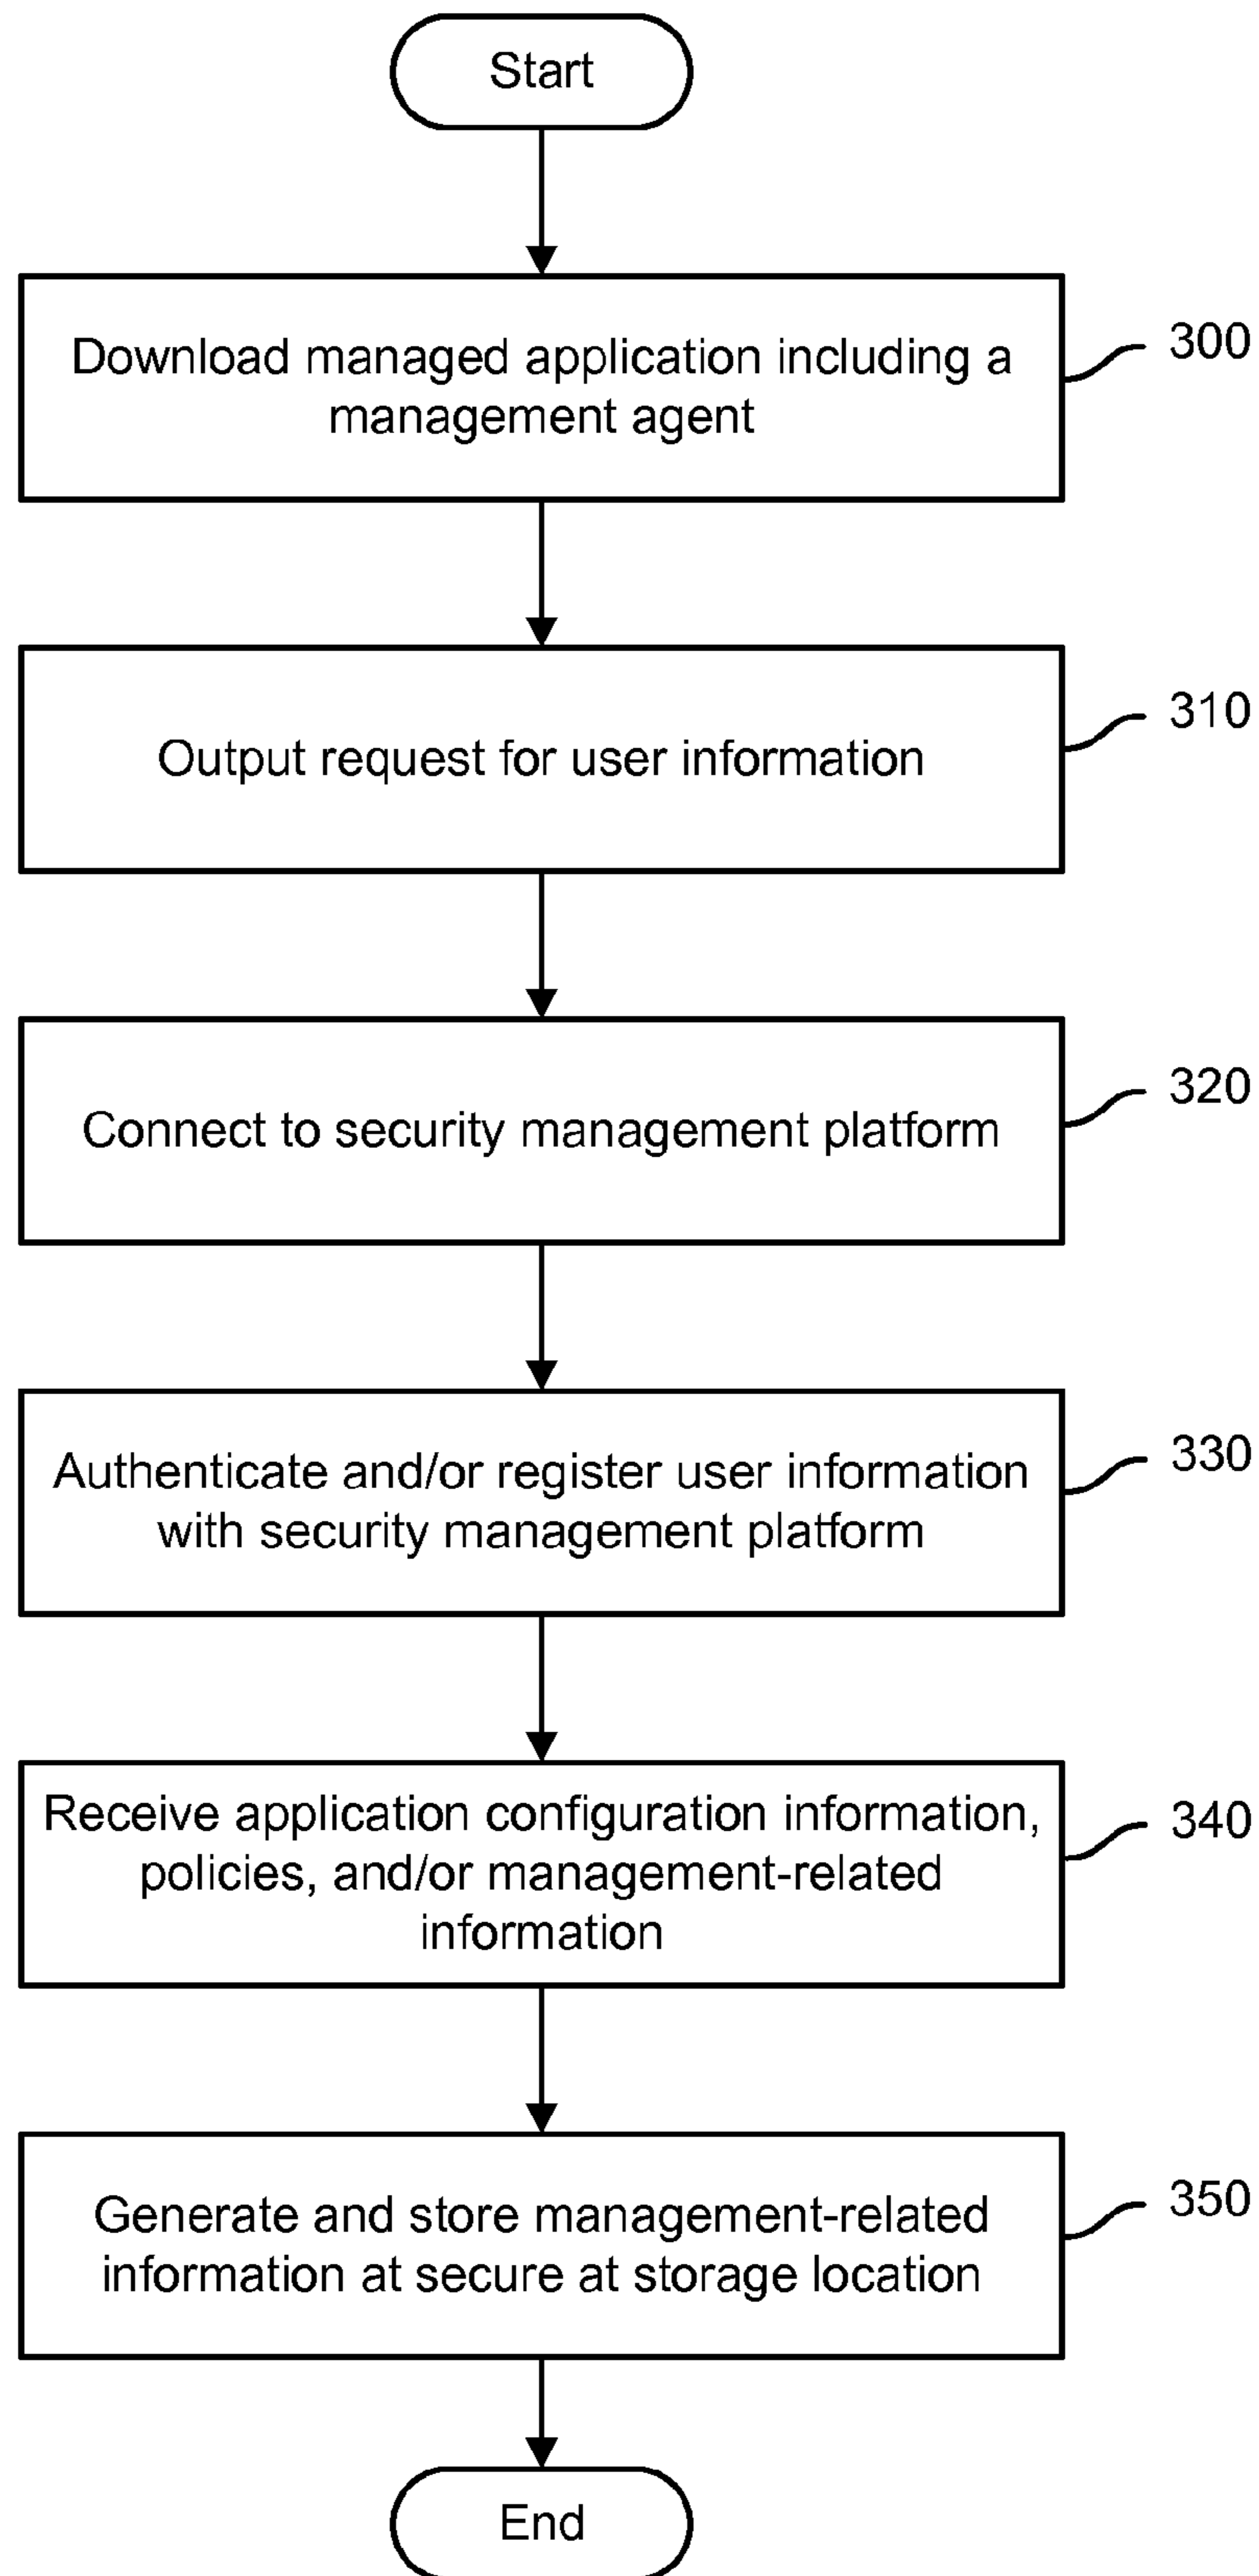 Start
Download managed application including a
management agent
300
Output request for user information
310
Connect to security management platform
320
Authenticate and/or register user information
with security management platform
330
Receive application configuration information,
policies, and/or management-related
information
340
Generate and store management-related
information at secure at storage location
350
End